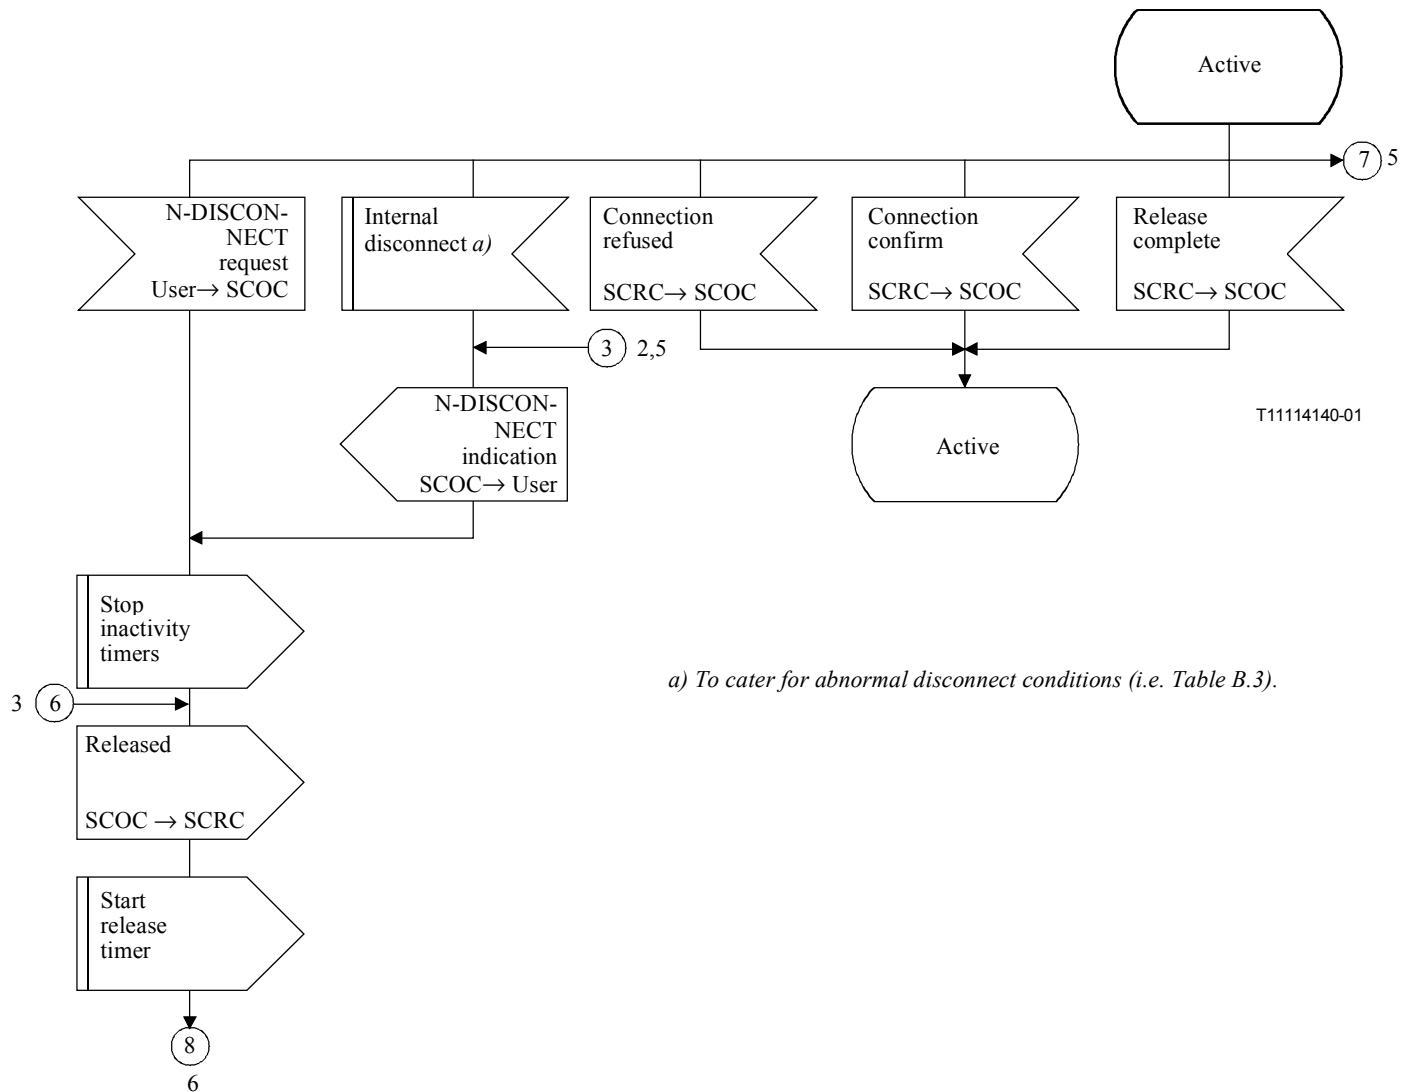 Active
7 5
N-DISCON-
NECT
request
User→ SCOC
Internal
disconnect a)
Connection
refused
SCRC→ SCOC
Connection
confirm
SCRC→ SCOC
Release
complete
SCRC→ SCOC
3 2,5
N-DISCON-
NECT
indication
SCOC→ User
Active
T11114140-01
Stop
inactivity
timers
a) To cater for abnormal disconnect conditions (i.e. Table B.3).
3 6
Released
SCOC → SCRC
Start
release
timer
8
6